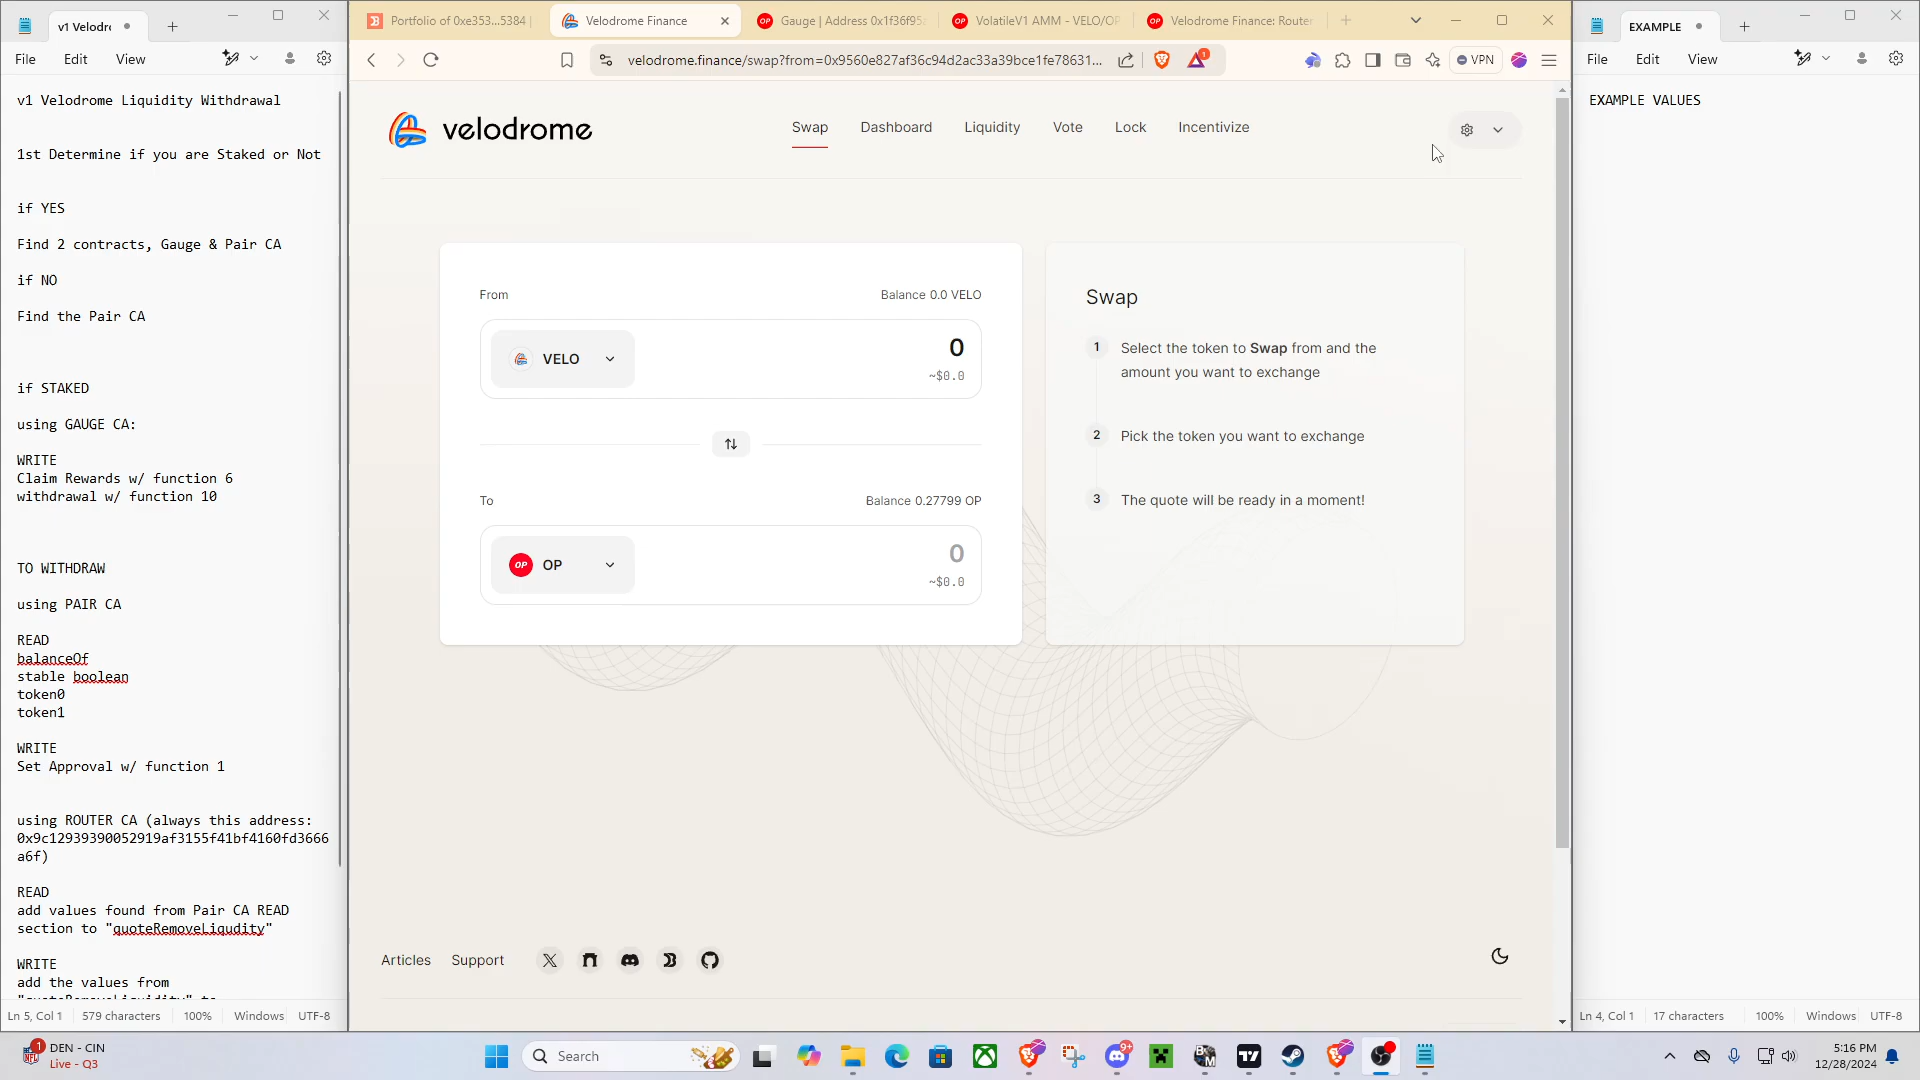 v1 Velodro
File
Edit
View
v1 Velodrome Liquidity Withdrawal
1st Determine if you are Staked or Not
if YES
Find 2 contracts, Gauge & Pair CA
if NO
Find the Pair CA
if STAKED
using GAUGE CA:
WRITE
Claim Rewards w/ function 6
withdrawal w/ function 10
TO WITHDRAW
using PAIR CA
READ
balanceOf
stable boolean
token0
token1
WRITE
Set Approval w/ function 1
using ROUTER CA (always this address:
0x9c12939390052919af3155f41bf4160fd3666
a6f)
READ
add values found from Pair CA READ
section to "quoteRemoveLiqudity"
WRITE
add the values from
Ln 5, Col 1
579 characters
100%
Windows
UTF-8
Portfolio of 0xe353...5384
Velodrome Finance
Gauge | Address 0x1f36f95a
VolatileV1 AMM - VELO/OP
Velodrome Finance: Router
velodrome.finance/swap?from=0x9560e827af36c94d2ac33a39bce1fe78631...
1
VPN
velodrome
Swap
Dashboard
Liquidity
Vote
Lock
Incentivize
From
Balance 0.0 VELO
VELO
0
~$0.0
To
Balance 0.27799 OP
OP
OP
0
~$0.0
Swap
1
Select the token to Swap from and the
amount you want to exchange
2
Pick the token you want to exchange
3
The quote will be ready in a moment!
Articles
Support
EXAMPLE
File
Edit
View
EXAMPLE VALUES
Ln 4, Col 1
17 characters
100%
Windows
UTF-8
1
DEN - CIN
Live - Q3
Search
9+
5:16 PM
12/28/2024